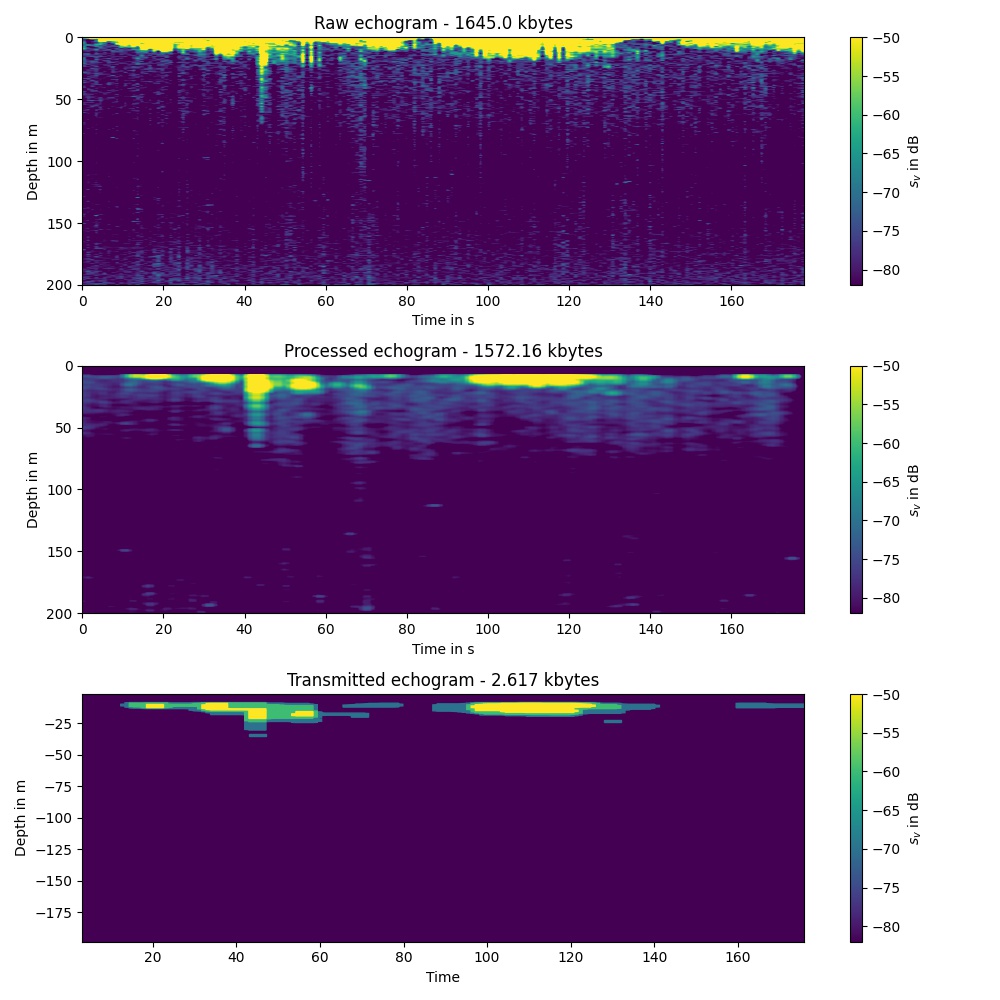 Raw echogram - 1645.0 kbytes
0
50
100
150
200
Depth in m
0 20 40 60 80 100 120 140 160
Time in s
−50
−55
−60
−65
−70
−75
−80
sv in dB
Processed echogram - 1572.16 kbytes
0
50
100
150
200
Depth in m
0 20 40 60 80 100 120 140 160
Time in s
−50
−55
−60
−65
−70
−75
−80
sv in dB
Transmitted echogram - 2.617 kbytes
−25
−50
−75
−100
−125
−150
−175
Depth in m
20 40 60 80 100 120 140 160
Time
−50
−55
−60
−65
−70
−75
−80
sv in dB